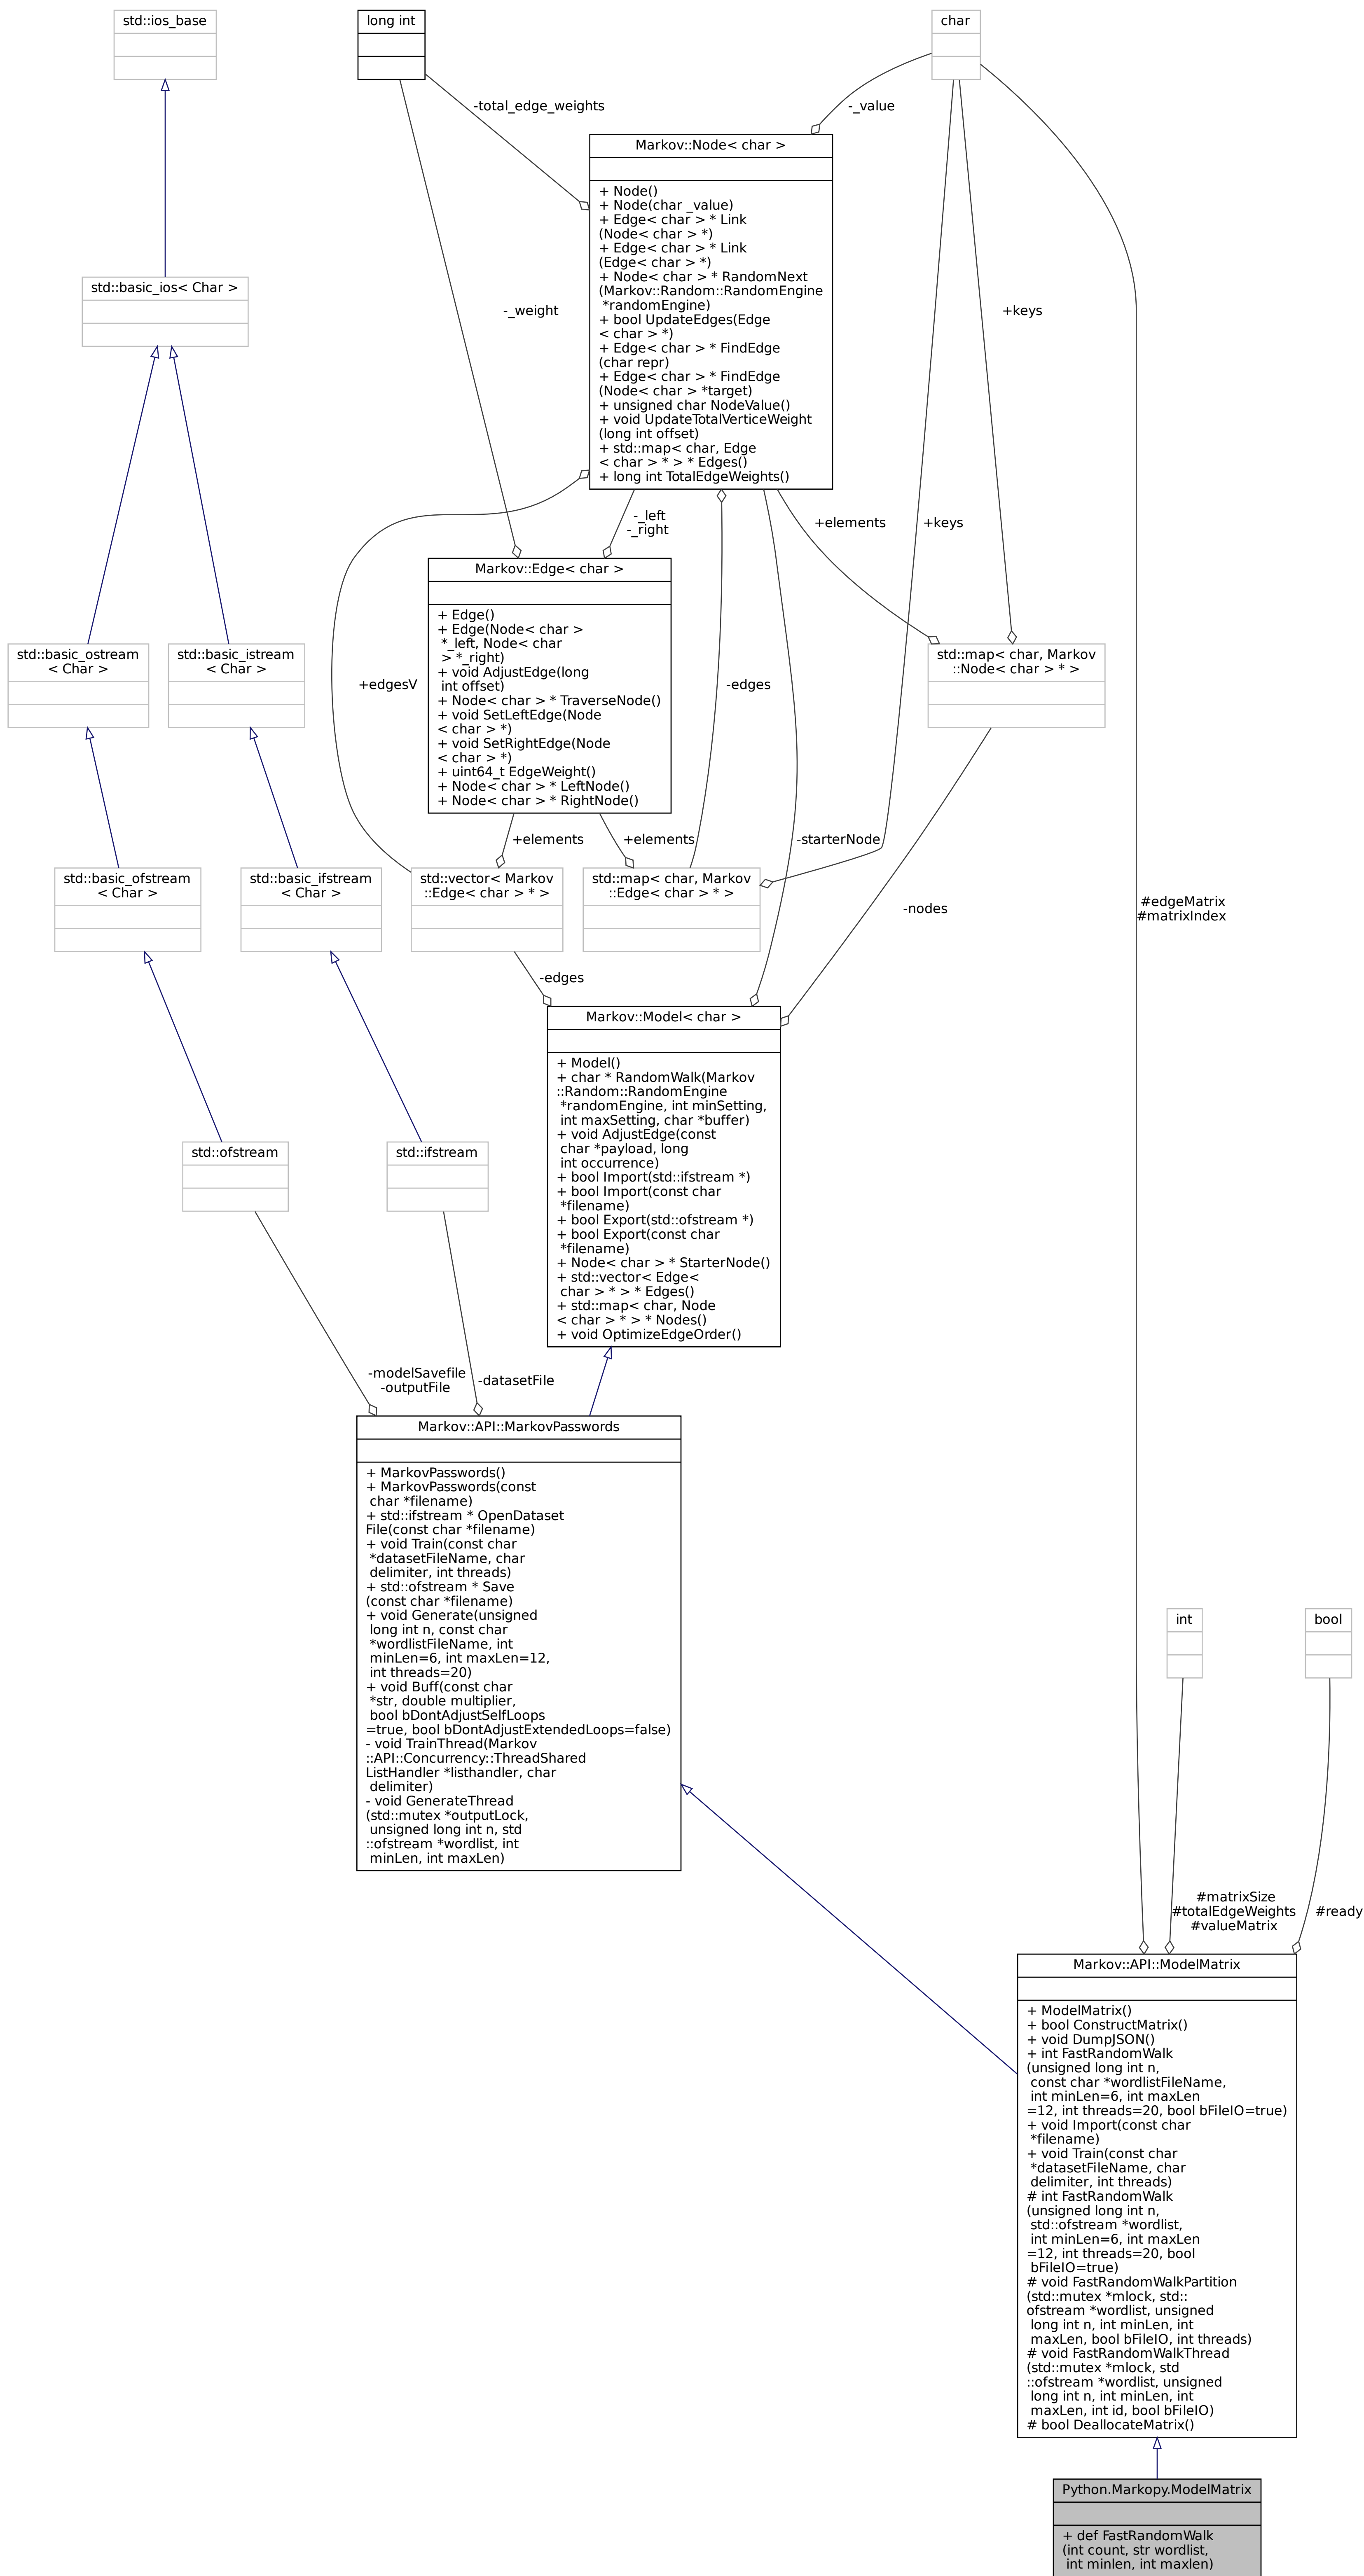 std::ios_base
long int
char
-total_edge_weights
-_value
Markov::Node< char >
+ Node()
+ Node(char _value)
+ Edge< char > * Link
(Node< char > *)
+ Edge< char > * Link
(Edge< char > *)
+ Node< char > * RandomNext
(Markov::Random::RandomEngine
*randomEngine)
+ bool UpdateEdges(Edge
< char > *)
+ Edge< char > * FindEdge
(char repr)
+ Edge< char > * FindEdge
(Node< char > *target)
+ unsigned char NodeValue()
+ void UpdateTotalVerticeWeight
(long int offset)
+ std::map< char, Edge
< char > * > * Edges()
+ long int TotalEdgeWeights()
std::basic_ios< Char >
-_weight
+keys
-_left
-_right
+elements
+keys
Markov::Edge< char >
+ Edge()
+ Edge(Node< char >
*_left, Node< char
> *_right)
+ void AdjustEdge(long
int offset)
+ Node< char > * TraverseNode()
+ void SetLeftEdge(Node
< char > *)
+ void SetRightEdge(Node
< char > *)
+ uint64_t EdgeWeight()
+ Node< char > * LeftNode()
+ Node< char > * RightNode()
std::basic_ostream
< Char >
std::basic_istream
< Char >
+edgesV
-edges
std::map< char, Markov
::Node< char > * >
+elements
+elements
-starterNode
std::basic_ofstream
< Char >
std::basic_ifstream
< Char >
std::vector< Markov
::Edge< char > * >
std::map< char, Markov
::Edge< char > * >
-nodes
#edgeMatrix
#matrixIndex
-edges
Markov::Model< char >
+ Model()
+ char * RandomWalk(Markov
::Random::RandomEngine
*randomEngine, int minSetting,
int maxSetting, char *buffer)
+ void AdjustEdge(const
char *payload, long
int occurrence)
+ bool Import(std::ifstream *)
+ bool Import(const char
*filename)
+ bool Export(std::ofstream *)
+ bool Export(const char
*filename)
+ Node< char > * StarterNode()
+ std::vector< Edge<
char > * > * Edges()
+ std::map< char, Node
< char > * > * Nodes()
+ void OptimizeEdgeOrder()
std::ofstream
std::ifstream
-modelSavefile
-outputFile
-datasetFile
Markov::API::MarkovPasswords
+ MarkovPasswords()
+ MarkovPasswords(const
char *filename)
+ std::ifstream * OpenDataset
File(const char *filename)
+ void Train(const char
*datasetFileName, char
delimiter, int threads)
+ std::ofstream * Save
(const char *filename)
+ void Generate(unsigned
long int n, const char
*wordlistFileName, int
minLen=6, int maxLen=12,
int threads=20)
+ void Buff(const char
*str, double multiplier,
bool bDontAdjustSelfLoops
=true, bool bDontAdjustExtendedLoops=false)
- void TrainThread(Markov
::API::Concurrency::ThreadShared
ListHandler *listhandler, char
delimiter)
- void GenerateThread
(std::mutex *outputLock,
unsigned long int n, std
::ofstream *wordlist, int
minLen, int maxLen)
int
bool
#matrixSize
#totalEdgeWeights
#valueMatrix
#ready
Markov::API::ModelMatrix
+ ModelMatrix()
+ bool ConstructMatrix()
+ void DumpJSON()
+ int FastRandomWalk
(unsigned long int n,
const char *wordlistFileName,
int minLen=6, int maxLen
=12, int threads=20, bool bFileIO=true)
+ void Import(const char
*filename)
+ void Train(const char
*datasetFileName, char
delimiter, int threads)
# int FastRandomWalk
(unsigned long int n,
std::ofstream *wordlist,
int minLen=6, int maxLen
=12, int threads=20, bool
bFileIO=true)
# void FastRandomWalkPartition
(std::mutex *mlock, std::
ofstream *wordlist, unsigned
long int n, int minLen, int
maxLen, bool bFileIO, int threads)
# void FastRandomWalkThread
(std::mutex *mlock, std
::ofstream *wordlist, unsigned
long int n, int minLen, int
maxLen, int id, bool bFileIO)
# bool DeallocateMatrix()
Python.Markopy.ModelMatrix
+ def FastRandomWalk
(int count, str wordlist,
int minlen, int maxlen)